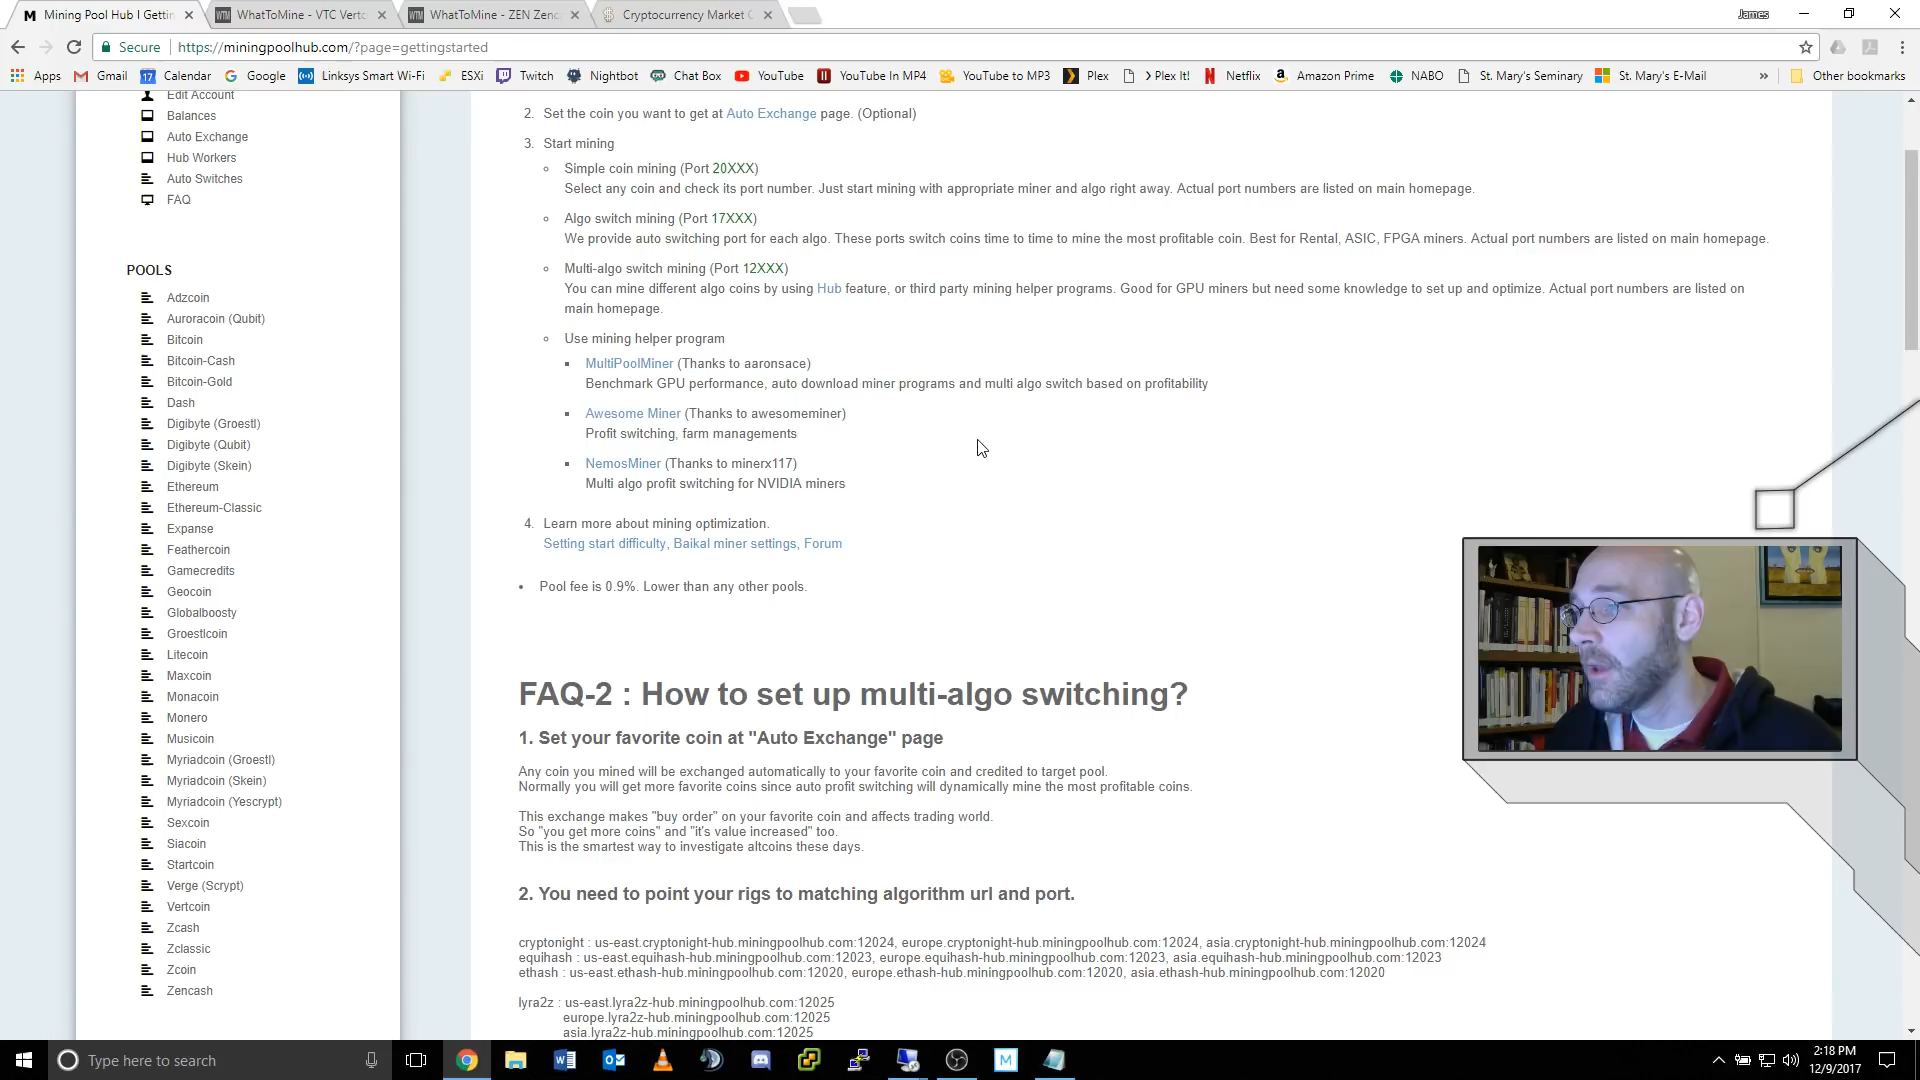 Mining Pool Hub I Gettin
WhatToMine - VTC Vertc
WhatToMine - ZEN Zenc
Cryptocurrency Market C
James
Secure
https://miningpoolhub.com/?page=gettingstarted
Apps
Gmail
17
Calendar
Google
Linksys Smart Wi-Fi
ESXi
Twitch
Nightbot
Chat Box
YouTube
YouTube In MP4
YouTube to MP3
Plex
> Plex It!
Netflix
Amazon Prime
NABO
St. Mary's Seminary
St. Mary's E-Mail
»
Other bookmarks
Edit Account
Balances
Auto Exchange
Hub Workers
Auto Switches
FAQ
POOLS
Adzcoin
Auroracoin (Qubit)
Bitcoin
Bitcoin-Cash
Bitcoin-Gold
Dash
Digibyte (Groestl)
Digibyte (Qubit)
Digibyte (Skein)
Ethereum
Ethereum-Classic
Expanse
Feathercoin
Gamecredits
Geocoin
Globalboosty
Groestlcoin
Litecoin
Maxcoin
Monacoin
Monero
Musicoin
Myriadcoin (Groestl)
Myriadcoin (Skein)
Myriadcoin (Yescrypt)
Sexcoin
Siacoin
Startcoin
Verge (Scrypt)
Vertcoin
Zcash
Zclassic
Zcoin
Zencash
2. Set the coin you want to get at Auto Exchange page. (Optional)
3. Start mining
Simple coin mining (Port 20XXX)
Select any coin and check its port number. Just start mining with appropriate miner and algo right away. Actual port numbers are listed on main homepage.
Algo switch mining (Port 17XXX)
We provide auto switching port for each algo. These ports switch coins time to time to mine the most profitable coin. Best for Rental, ASIC, FPGA miners. Actual port numbers are listed on main homepage.
Multi-algo switch mining (Port 12XXX)
You can mine different algo coins by using Hub feature, or third party mining helper programs. Good for GPU miners but need some knowledge to set up and optimize. Actual port numbers are listed on
main homepage.
Use mining helper program
MultiPoolMiner (Thanks to aaronsace)
Benchmark GPU performance, auto download miner programs and multi algo switch based on profitability
Awesome Miner (Thanks to awesomeminer)
Profit switching, farm managements
NemosMiner (Thanks to minerx117)
Multi algo profit switching for NVIDIA miners
4. Learn more about mining optimization.
Setting start difficulty, Baikal miner settings, Forum
• Pool fee is 0.9%. Lower than any other pools.
FAQ-2 : How to set up multi-algo switching?
1. Set your favorite coin at "Auto Exchange" page
Any coin you mined will be exchanged automatically to your favorite coin and credited to target pool.
Normally you will get more favorite coins since auto profit switching will dynamically mine the most profitable coins.
This exchange makes "buy order" on your favorite coin and affects trading world.
So "you get more coins" and "it's value increased" too.
This is the smartest way to investigate altcoins these days.
2. You need to point your rigs to matching algorithm url and port.
cryptonight : us-east.cryptonight-hub.miningpoolhub.com:12024, europe.cryptonight-hub.miningpoolhub.com:12024, asia.cryptonight-hub.miningpoolhub.com:12024
equihash : us-east.equihash-hub.miningpoolhub.com:12023, europe.equihash-hub.miningpoolhub.com:12023, asia.equihash-hub.miningpoolhub.com:12023
ethash : us-east.ethash-hub.miningpoolhub.com:12020, europe.ethash-hub.miningpoolhub.com:12020, asia.ethash-hub.miningpoolhub.com:12020
lyra2z : us-east.lyra2z-hub.miningpoolhub.com:12025
europe.lyra2z-hub.miningpoolhub.com:12025
asia.lyra2z-hub.miningpoolhub.com:12025
Type here to search
2:18 PM
12/9/2017